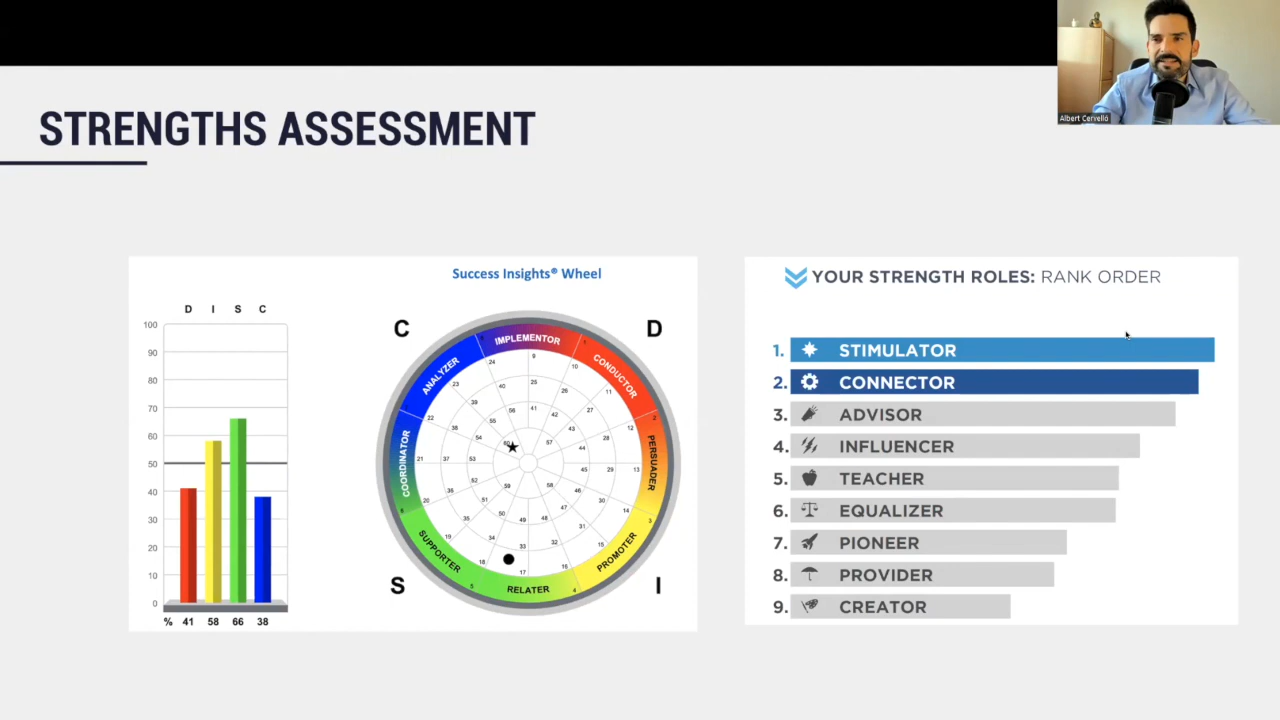 Albert Cervelló
STRENGTHS ASSESSMENT
D I S C
100
90
80
70
60
50
40
30
20
10
0
% 41 58 66 38
Success Insights® Wheel
C
D
S
I
IMPLEMENTOR
CONDUCTOR
PERSUADER
PROMOTER
RELATER
SUPPORTER
COORDINATOR
ANALYZER
YOUR STRENGTH ROLES: RANK ORDER
1. STIMULATOR
2. CONNECTOR
3. ADVISOR
4. INFLUENCER
5. TEACHER
6. EQUALIZER
7. PIONEER
8. PROVIDER
9. CREATOR